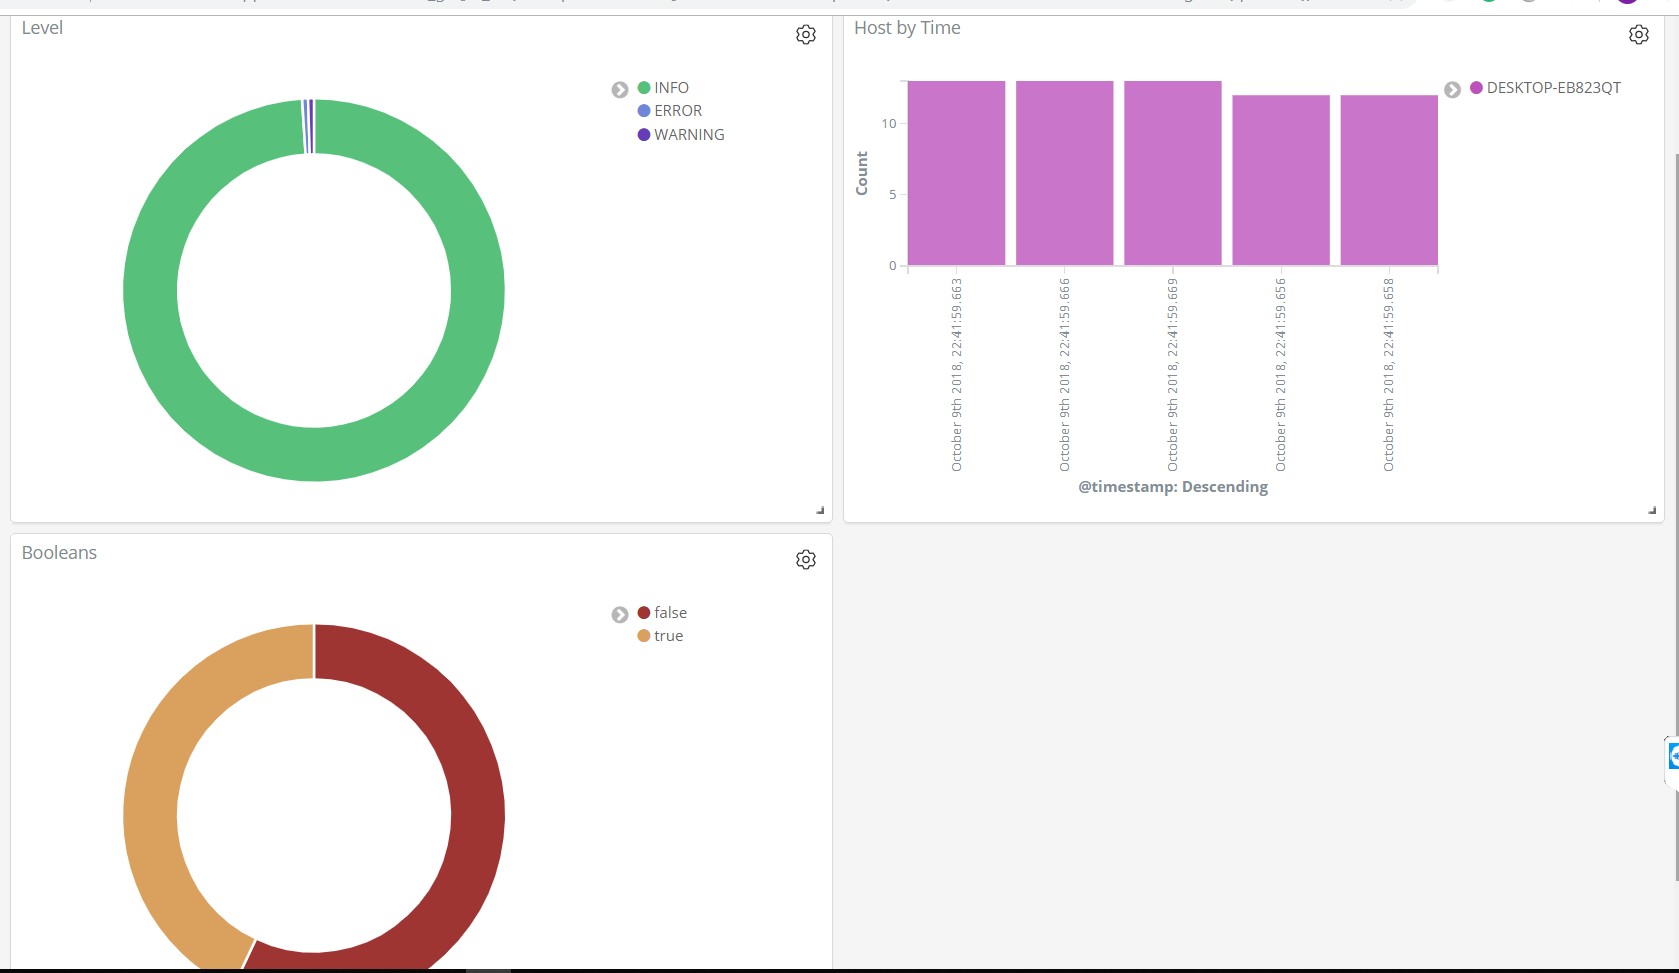 Level
INFO
ERROR
WARNING
Host by Time
DESKTOP-EB823QT
Count
10
5
0
October 9th 2018, 22:41:59.663
October 9th 2018, 22:41:59.666
October 9th 2018, 22:41:59.669
October 9th 2018, 22:41:59.656
October 9th 2018, 22:41:59.658
@timestamp: Descending
Booleans
false
true